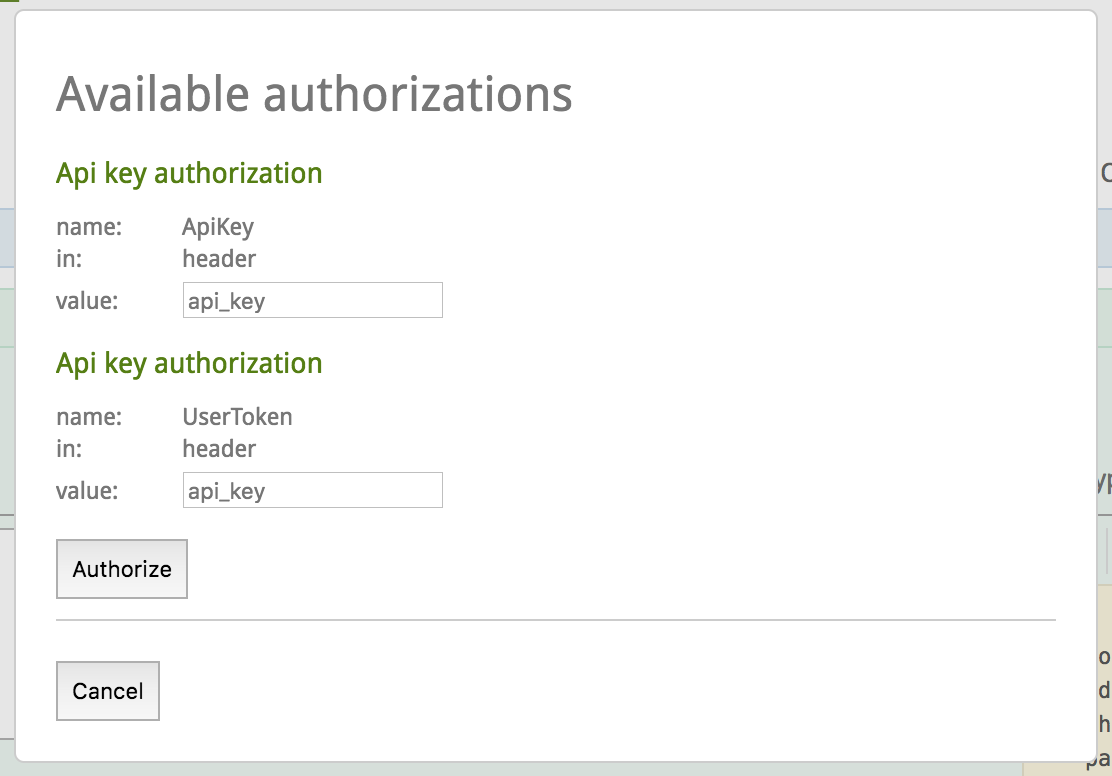 Available authorizations
Api key authorization
name: ApiKey
in: header
value: api_key
Api key authorization
name: UserToken
in: header
value: api_key
Authorize
Cancel